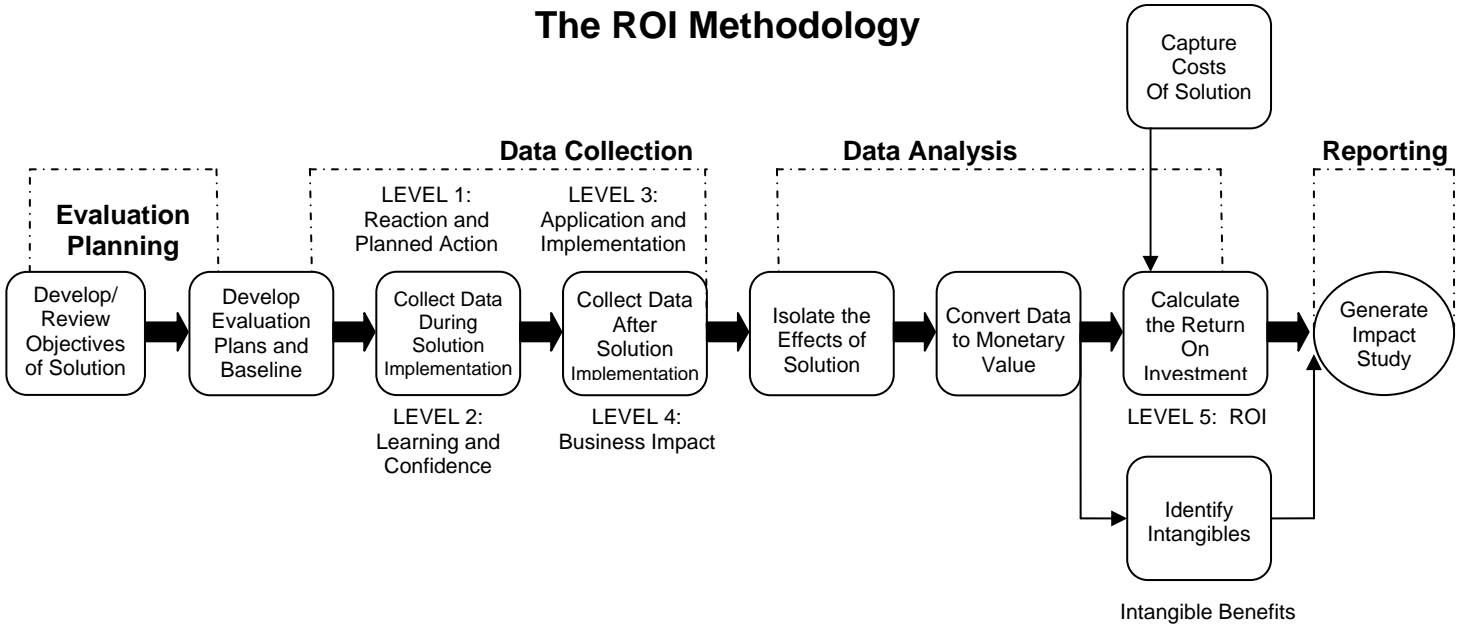 The ROI Methodology
Capture
Costs
Of Solution
Evaluation
Planning
Data Collection
Data Analysis
Reporting
LEVEL 1:
Reaction and
Planned Action
LEVEL 3:
Application and
Implementation
Develop/
Review
Objectives
of Solution
Develop
Evaluation
Plans and
Baseline
Collect Data
During
Solution
Implementation
Collect Data
After
Solution
Implementation
Isolate the
Effects of
Solution
Convert Data
to Monetary
Value
Calculate
the Return
On
Investment
Generate
Impact
Study
LEVEL 2:
Learning and
Confidence
LEVEL 4:
Business Impact
LEVEL 5: ROI
Identify
Intangibles
Intangible Benefits